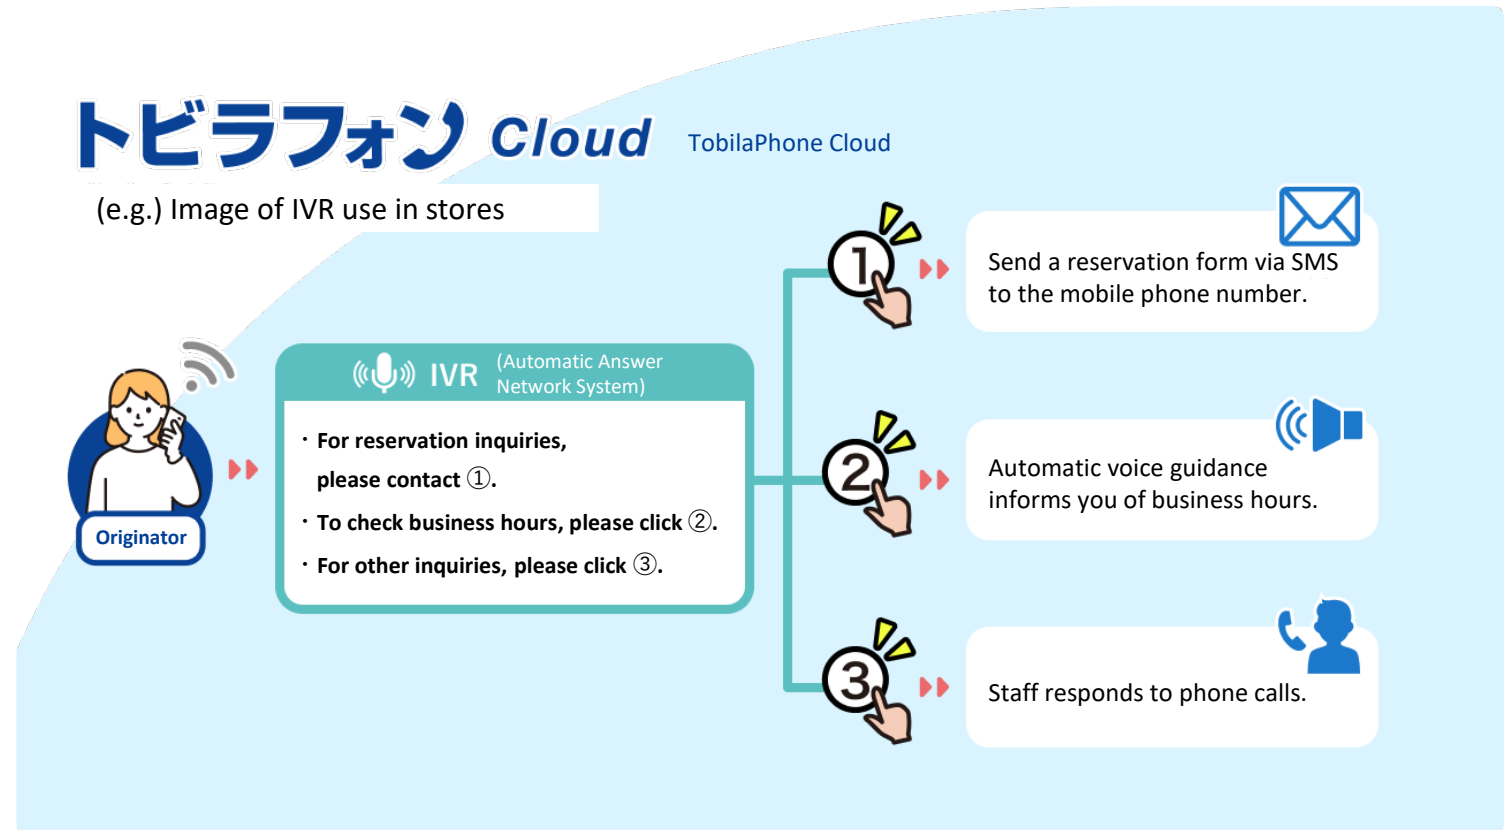 トビラフォン Cloud
TobilaPhone Cloud
(e.g.) Image of IVR use in stores
Originator
IVR
(Automatic Answer
Network System)
・For reservation inquiries,
please contact ①.
・To check business hours, please click ②.
・For other inquiries, please click ③.
1
Send a reservation form via SMS
to the mobile phone number.
2
Automatic voice guidance
informs you of business hours.
3
Staff responds to phone calls.